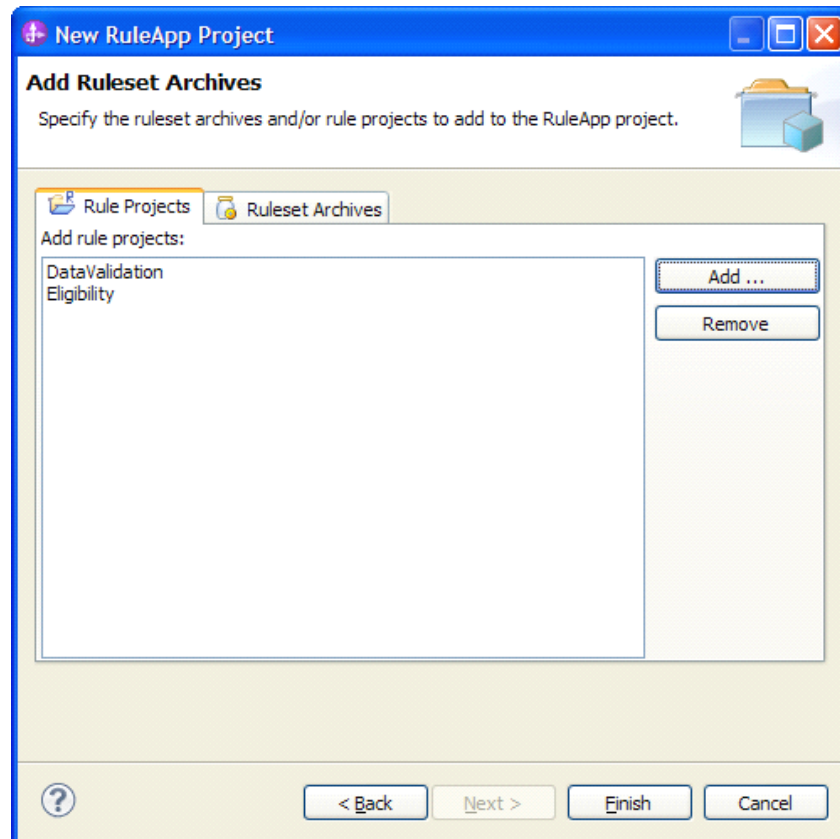 New RuleApp Project
Add Ruleset Archives
Specify the ruleset archives and/or rule projects to add to the RuleApp project.
Rule Projects
Ruleset Archives
Add rule projects:
DataValidation
Eligibility
Add ...
Remove
?
< Back
Next >
Finish
Cancel